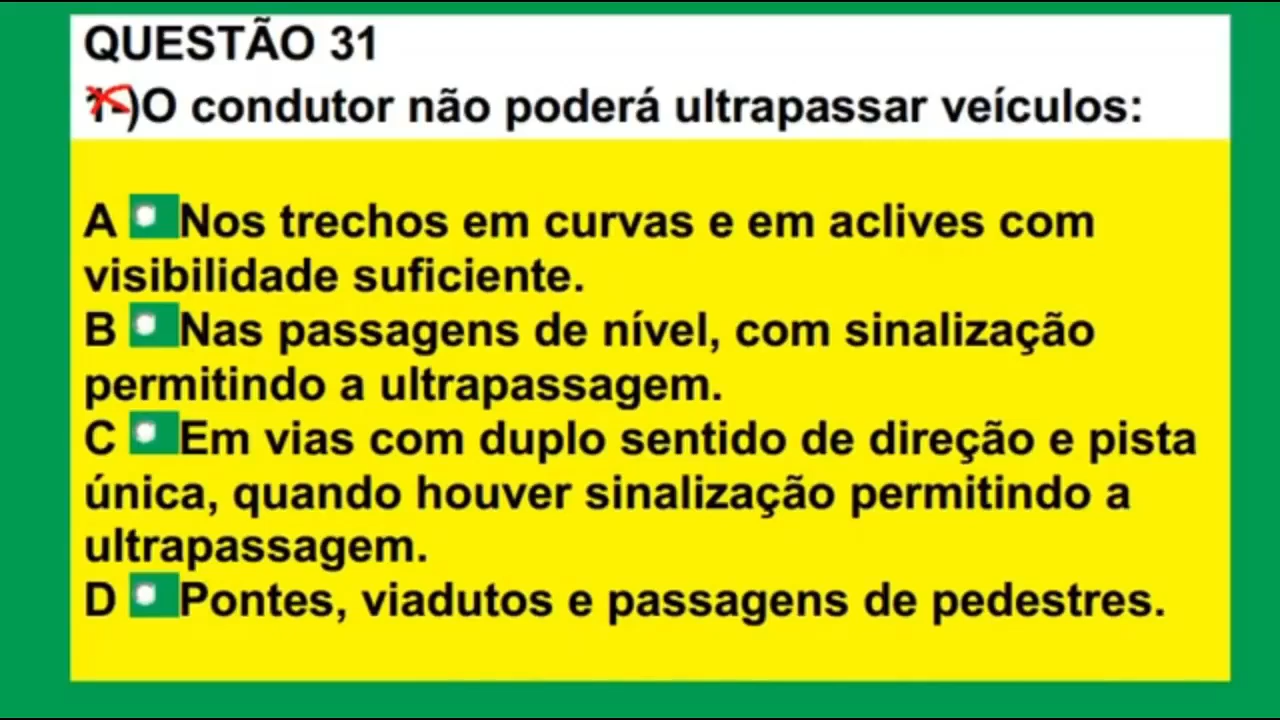 QUESTÃO 31
1-)O condutor não poderá ultrapassar veículos:
A Nos trechos em curvas e em aclives com
visibilidade suficiente.
B Nas passagens de nível, com sinalização
permitindo a ultrapassagem.
C Em vias com duplo sentido de direção e pista
única, quando houver sinalização permitindo a
ultrapassagem.
D Pontes, viadutos e passagens de pedestres.